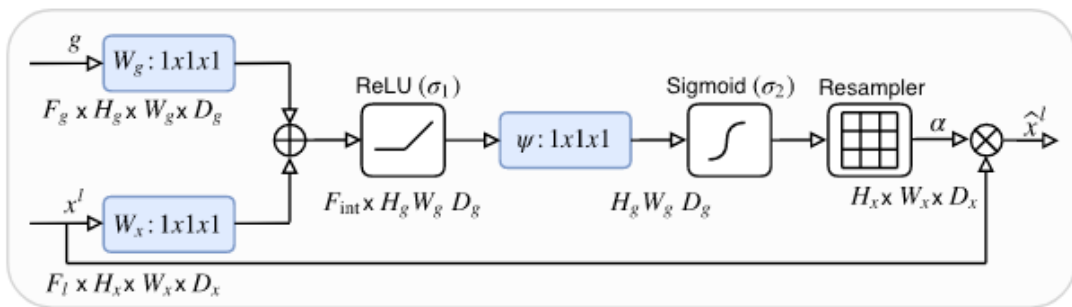 g
W_g : 1x1x1
F_g x H_g x W_g x D_g
ReLU (σ_1)
Sigmoid (σ_2)
Resampler
ψ : 1x1x1
α
x̂^l
F_int x H_g W_g D_g
H_g W_g D_g
H_x x W_x x D_x
x^l
W_x : 1x1x1
F_l x H_x x W_x x D_x